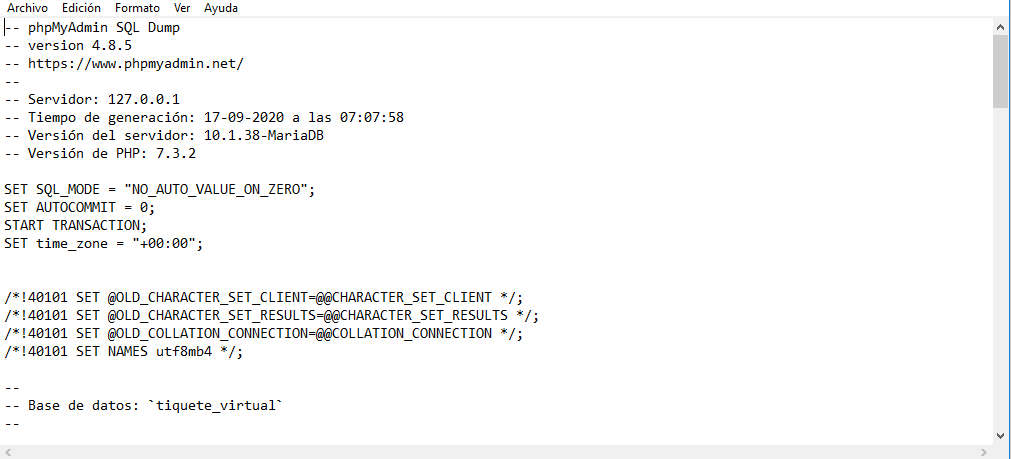 Archivo Edición Formato Ver Ayuda
-- phpMyAdmin SQL Dump
-- version 4.8.5
-- https://www.phpmyadmin.net/
--
-- Servidor: 127.0.0.1
-- Tiempo de generación: 17-09-2020 a las 07:07:58
-- Versión del servidor: 10.1.38-MariaDB
-- Versión de PHP: 7.3.2
SET SQL_MODE = "NO_AUTO_VALUE_ON_ZERO";
SET AUTOCOMMIT = 0;
START TRANSACTION;
SET time_zone = "+00:00";
/*!40101 SET @OLD_CHARACTER_SET_CLIENT=@@CHARACTER_SET_CLIENT */;
/*!40101 SET @OLD_CHARACTER_SET_RESULTS=@@CHARACTER_SET_RESULTS */;
/*!40101 SET @OLD_COLLATION_CONNECTION=@@COLLATION_CONNECTION */;
/*!40101 SET NAMES utf8mb4 */;
--
-- Base de datos: `tiquete_virtual`
--